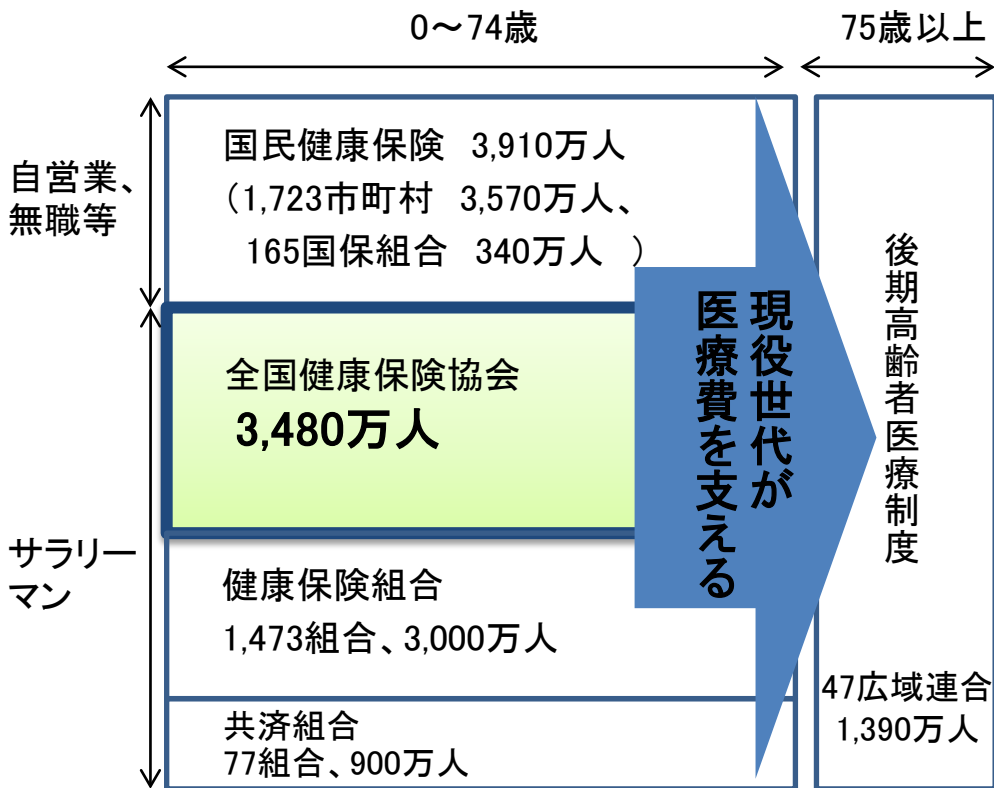 0～74歳
75歳以上
自営業、
無職等
国民健康保険 3,910万人
（1,723市町村 3,570万人、
165国保組合 340万人 ）
サラリー
マン
全国健康保険協会
3,480万人
健康保険組合
1,473組合、3,000万人
共済組合
77組合、900万人
現役世代が
医療費を支える
後期高齢者医療制度
47広域連合
1,390万人